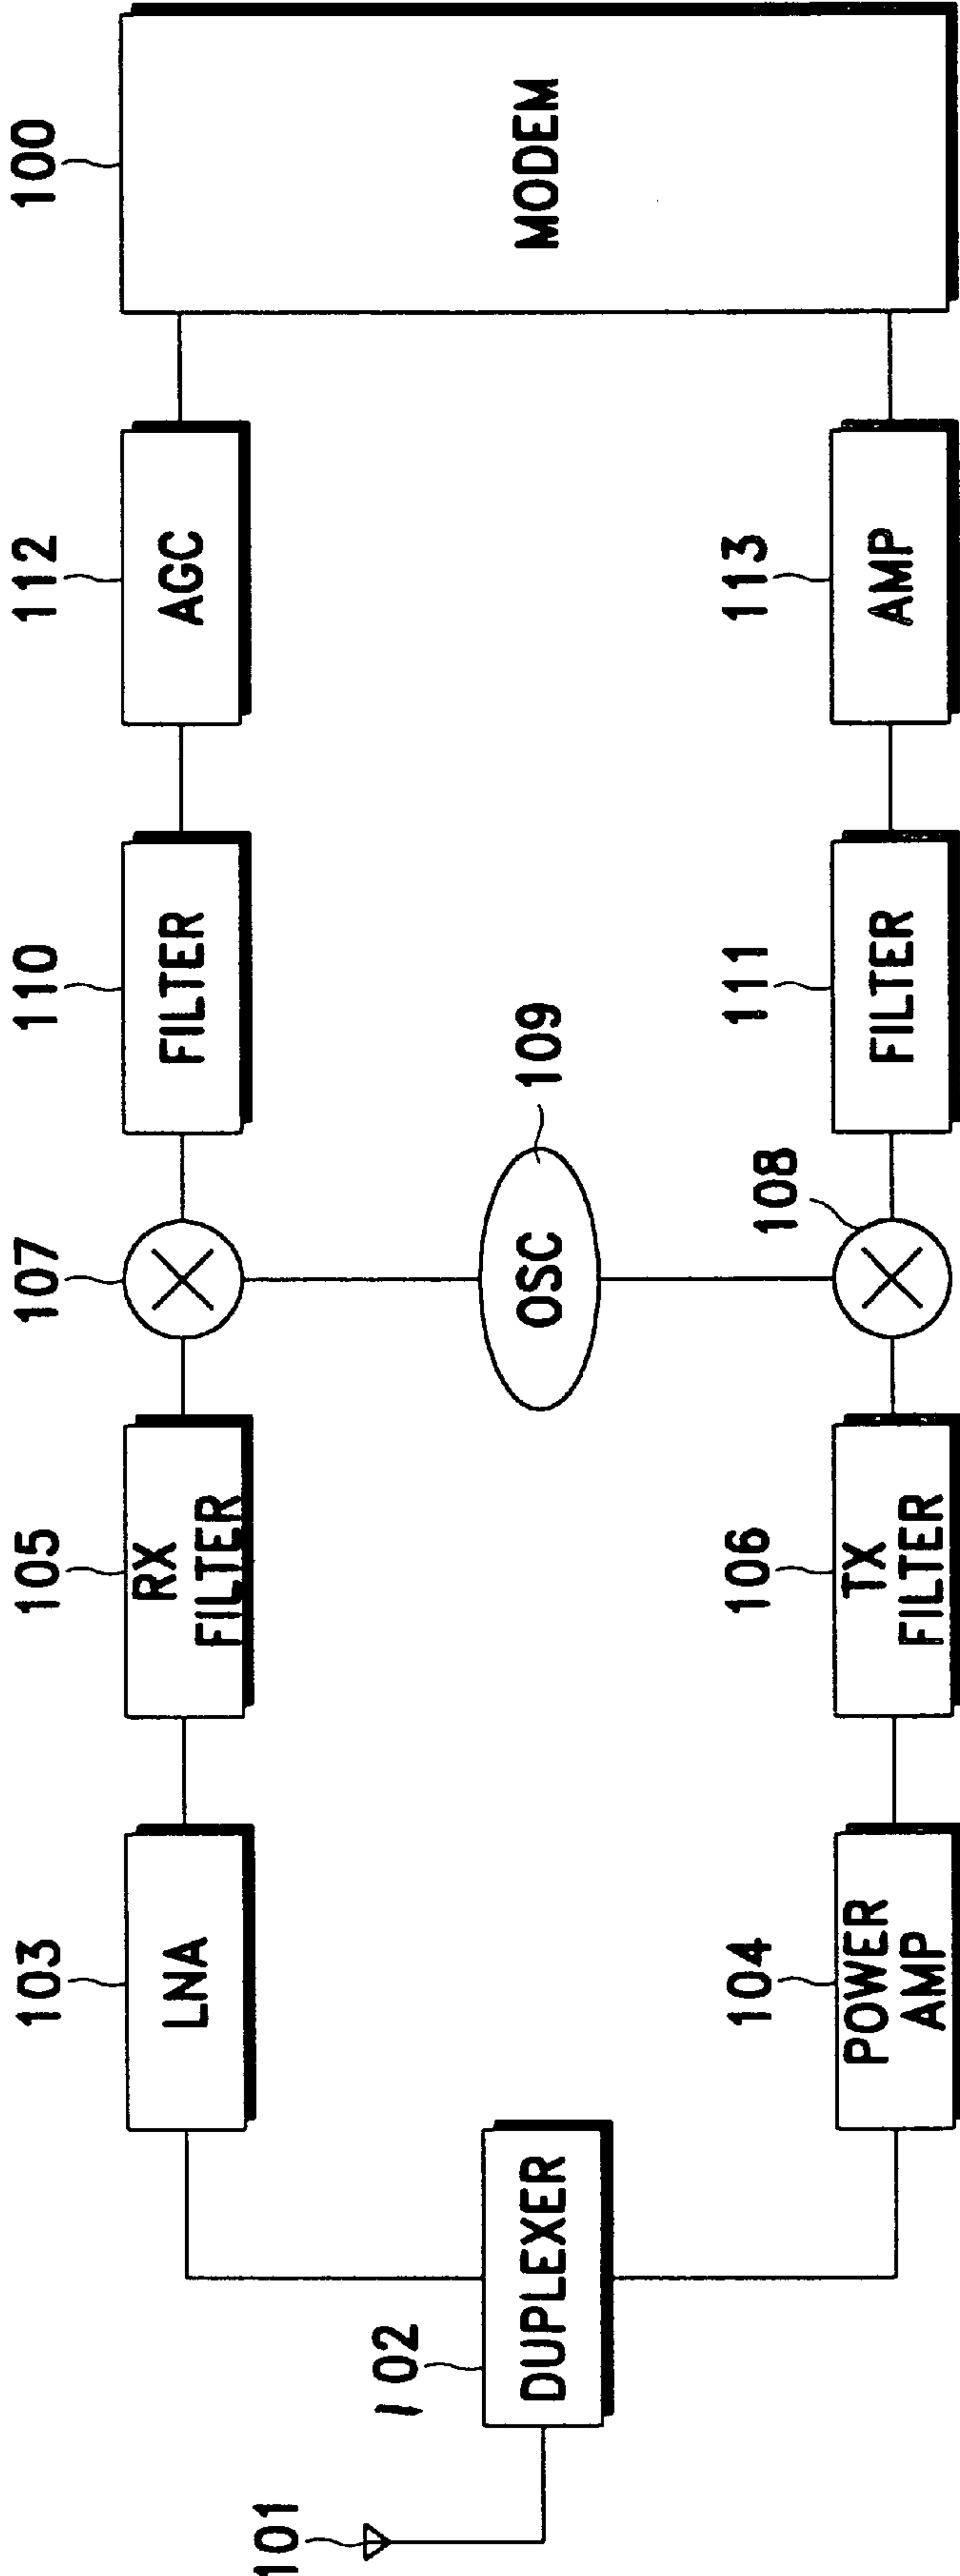 103
105
107
110
112
100
LNA
RX
FILTER
FILTER
AGC
101
102
DUPLEXER
OSC
109
MODEM
104
106
108
111
113
POWER
AMP
TX
FILTER
FILTER
AMP